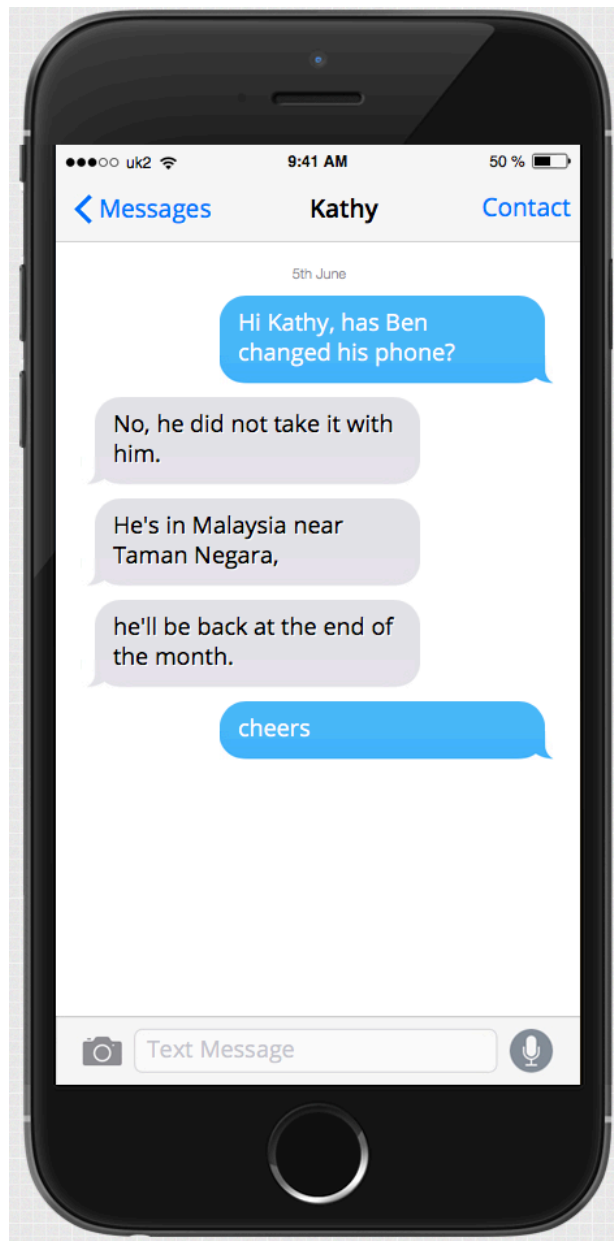 uk2 9:41 AM 50 %
Messages Kathy Contact
5th June
Hi Kathy, has Ben
changed his phone?
No, he did not take it with
him.
He's in Malaysia near
Taman Negara,
he'll be back at the end of
the month.
cheers
Text Message